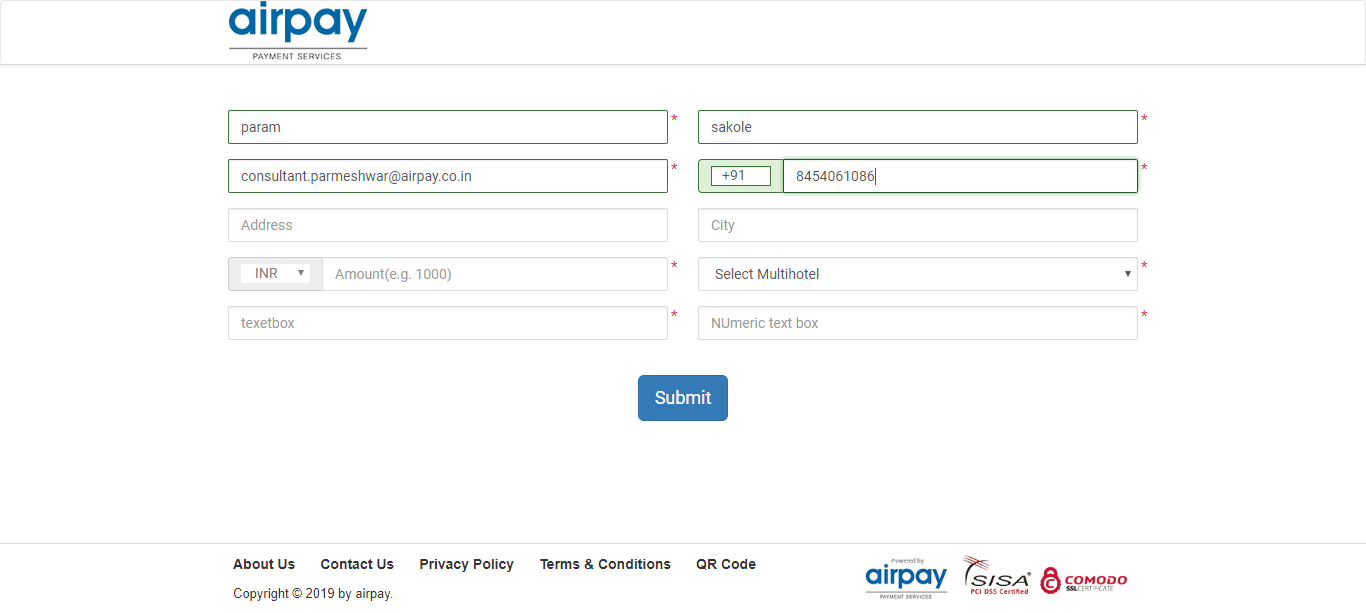 airpay
PAYMENT SERVICES
param * sakole *
consultant.parmeshwar@airpay.co.in * +91 8454061086 *
Address City
INR ▼ Amount(e.g. 1000) * Select Multihotel ▼ *
texetbox * NUmeric text box *
Submit
About Us Contact Us Privacy Policy Terms & Conditions QR Code
Copyright © 2019 by airpay.
Powered by
airpay
PAYMENT SERVICES
SISA
PCI DSS Certified
COMODO
SSL CERTIFICATE